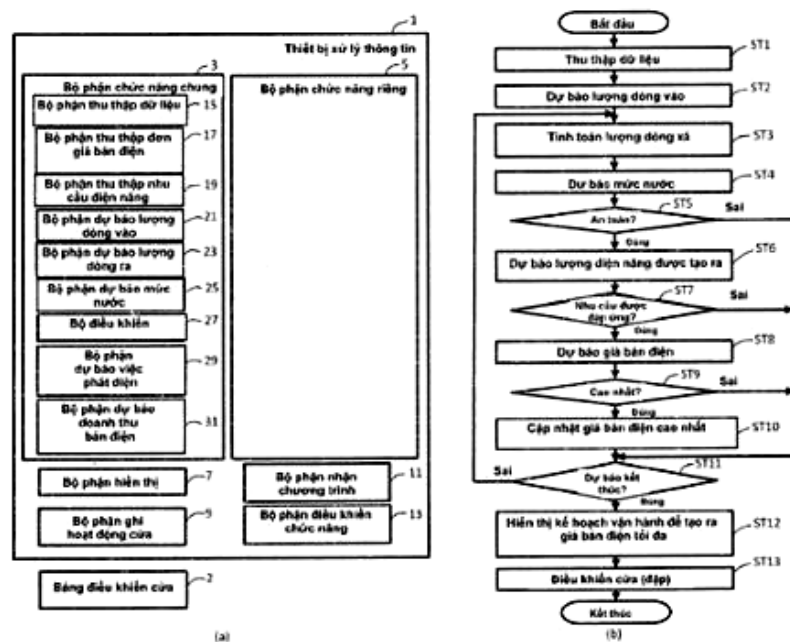 1
Thiết bị xử lý thông tin
3
Bộ phận chức năng chung
Bộ phận thu thập dữ liệu
15
Bộ phận thu thập đơn
giá bán điện
17
Bộ phận thu thập nhu
cầu điện năng
19
Bộ phận dự báo lượng
dòng vào
21
Bộ phận dự báo lượng
dòng ra
23
Bộ phận dự báo mức
nước
25
Bộ điều khiển
27
Bộ phận
dự báo việc
phát điện
29
Bộ phận dự báo
doanh thu
bán điện
31
5
Bộ phận chức năng riêng
Bộ phận hiển thị
7
Bộ phận ghi
hoạt động cửa
9
Bộ phận nhận
chương trình
11
Bộ phận điều khiển
chức năng
13
Bảng điều khiển cửa
2
(a)
Bắt đầu
Thu thập dữ liệu
ST1
Dự báo lượng dòng vào
ST2
Tính toán lượng dòng xả
ST3
Dự báo mức nước
ST4
An toàn?
ST5
Sai
Đúng
Dự báo lượng điện năng được tạo ra
ST6
Nhu cầu được
đáp ứng?
ST7
Sai
Đúng
Dự báo giá bán điện
ST8
Cao nhất?
ST9
Sai
Đúng
Cập nhật giá bán điện cao nhất
ST10
Dự báo kết
thúc?
ST11
Sai
Đúng
Hiển thị kế hoạch vận hành để tạo ra
giá bán điện tối đa
ST12
Điều khiển cửa (đập)
ST13
Kết thúc
(b)